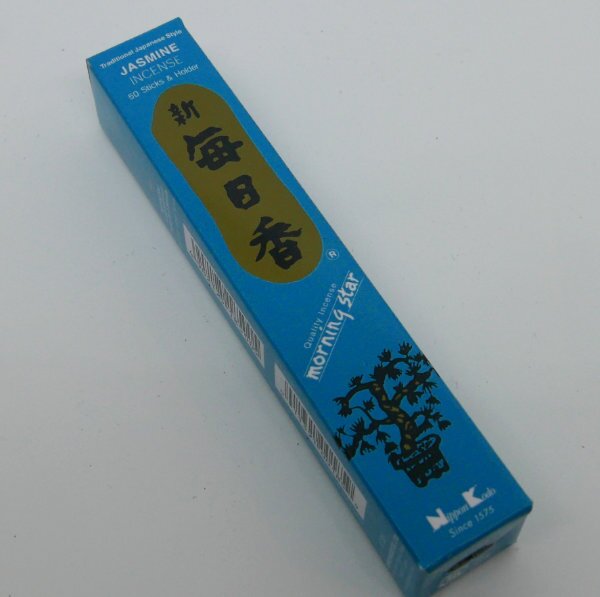 Traditional Japanese Style
JASMINE
INCENSE
50 Sticks & Holder
新
毎日香
®
Quality Incense
morning star
Nippon Kodo
Since 1575